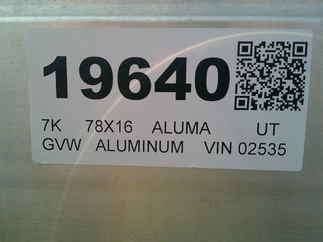 19640
7K 78X16 ALUMA UT
GVW ALUMINUM VIN 02535